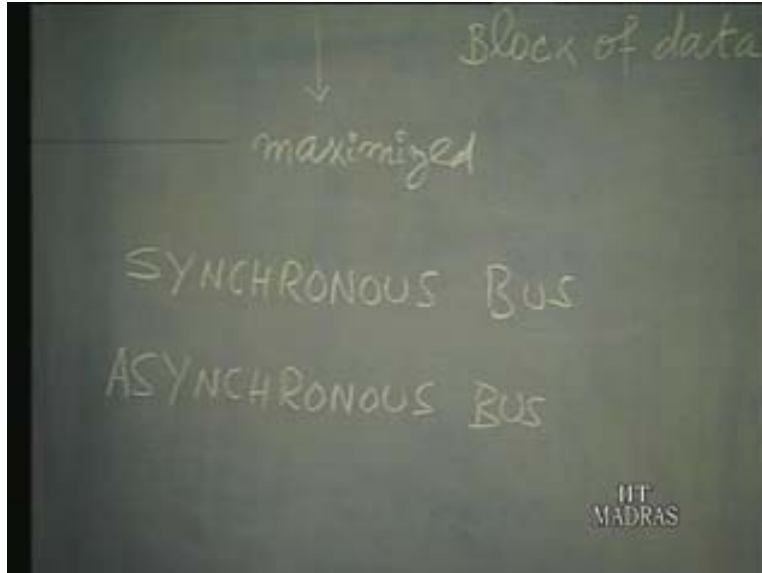 Block of data
maximized
SYNCHRONOUS BUS
ASYNCHRONOUS BUS
IIT
MADRAS